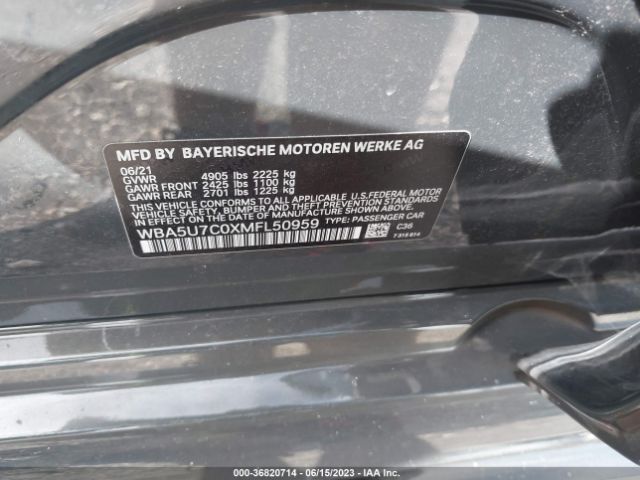 MFD BY BAYERISCHE MOTOREN WERKE AG
06/21
GVWR 4905 lbs 2225 kg
GAWR FRONT 2425 lbs 1100 kg
GAWR REAR 2701 lbs 1225 kg
THIS VEHICLE CONFORMS TO ALL APPLICABLE U.S.FEDERAL MOTOR
VEHICLE SAFETY, BUMPER AND THEFT PREVENTION STANDARDS
IN EFFECT ON THE DATE OF MANUFACTURE SHOWN ABOVE.
WBA5U7C0XMFL50959 TYPE: PASSENGER CAR
C36
7 315 614
000-36820714 - 06/15/2023 - IAA Inc.